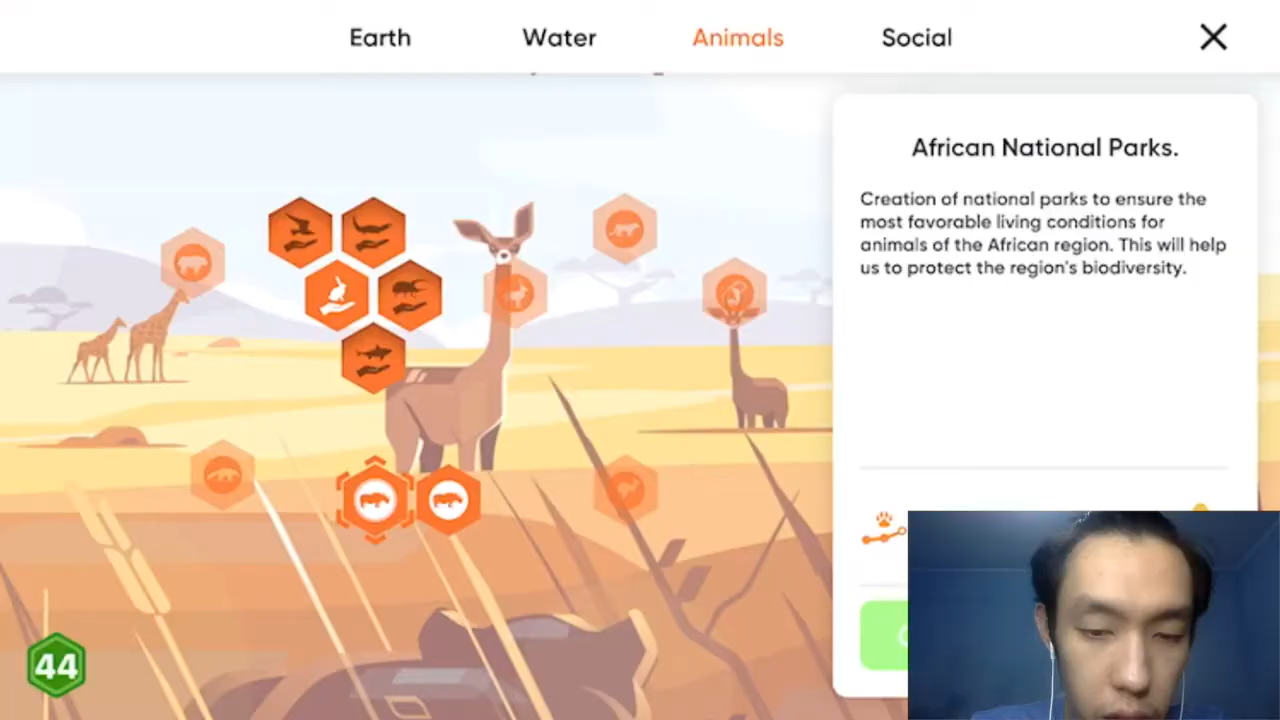 Earth
Water
Animals
Social
African National Parks.
Creation of national parks to ensure the
most favorable living conditions for
animals of the African region. This will help
us to protect the region's biodiversity.
44